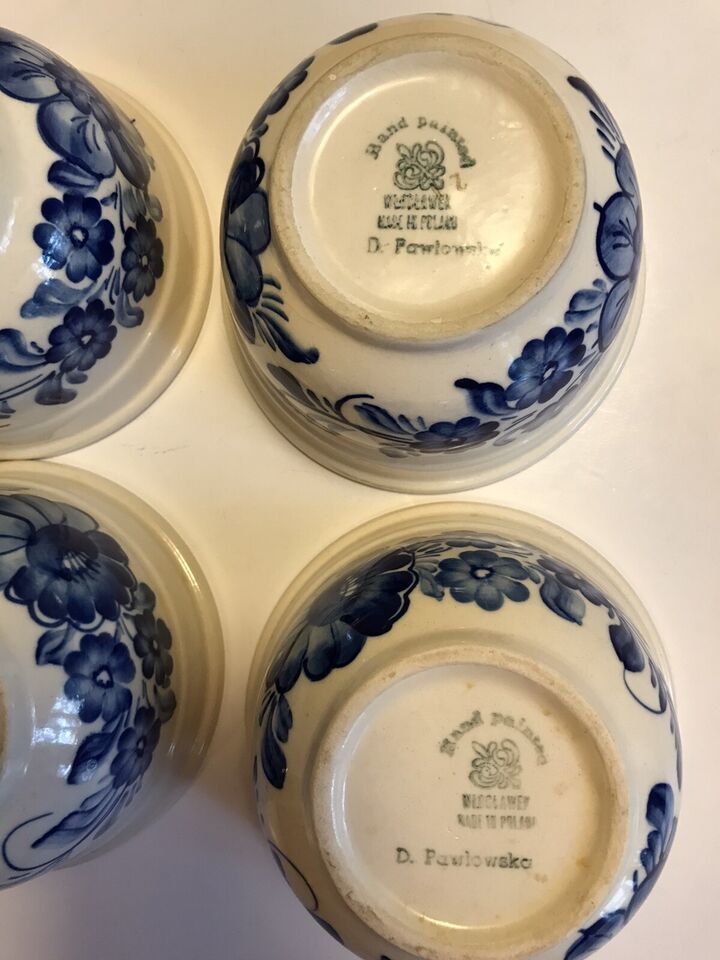 Hand painted
WŁOCŁAWEK
MADE IN POLAND
D. Pawlowska
Hand painted
WŁOCŁAWEK
MADE IN POLAND
D. Pawlowska